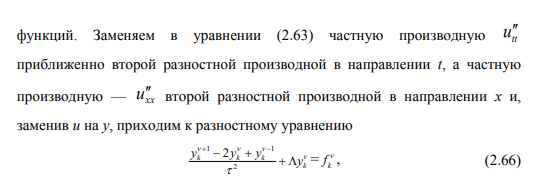 функций. Заменяем в уравнении (2.63) частную производную u''_{tt}
приближенно второй разностной производной в направлении t, а частную
производную — u''_{xx} второй разностной производной в направлении x и,
заменив u на y, приходим к разностному уравнению
\frac{y_k^{\nu+1} - 2y_k^{\nu} + y_k^{\nu-1}}{\tau^2} + \Lambda y_k^{\nu} = f_k^{\nu}, (2.66)